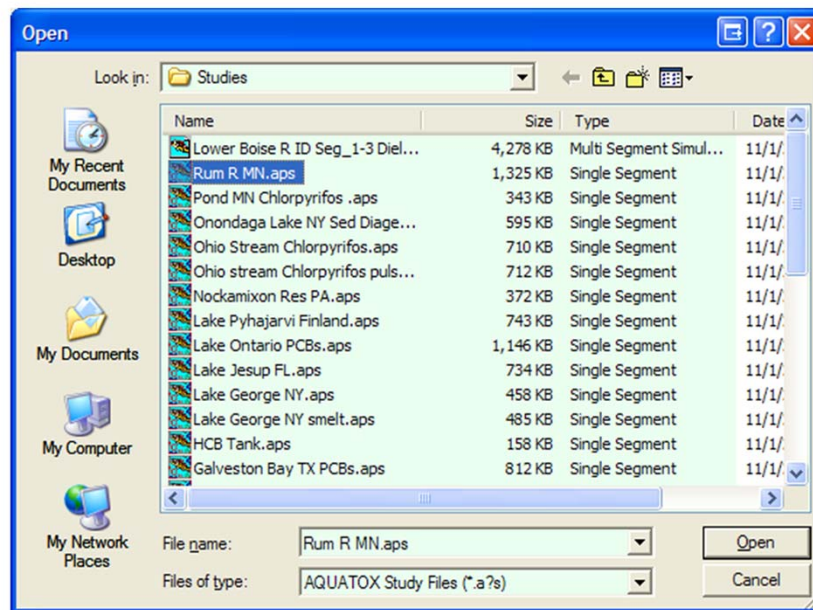 Open
Look in: Studies
My Recent
Documents
Desktop
My Documents
My Computer
My Network
Places
Name Size Type Date
Lower Boise R ID Seg_1-3 Diel... 4,278 KB Multi Segment Simul... 11/1/
Rum R MN.aps 1,325 KB Single Segment 11/1/
Pond MN Chlorpyrifos .aps 343 KB Single Segment 11/1/
Onondaga Lake NY Sed Diage... 595 KB Single Segment 11/1/
Ohio Stream Chlorpyrifos.aps 710 KB Single Segment 11/1/
Ohio stream Chlorpyrifos puls... 712 KB Single Segment 11/1/
Nockamixon Res PA.aps 372 KB Single Segment 11/1/
Lake Pyhajarvi Finland.aps 743 KB Single Segment 11/1/
Lake Ontario PCBs.aps 1,146 KB Single Segment 11/1/
Lake Jesup FL.aps 734 KB Single Segment 11/1/
Lake George NY.aps 458 KB Single Segment 11/1/
Lake George NY smelt.aps 485 KB Single Segment 11/1/
HCB Tank.aps 158 KB Single Segment 11/1/
Galveston Bay TX PCBs.aps 812 KB Single Segment 11/1/
File name: Rum R MN.aps Open
Files of type: AQUATOX Study Files (*.a?s) Cancel